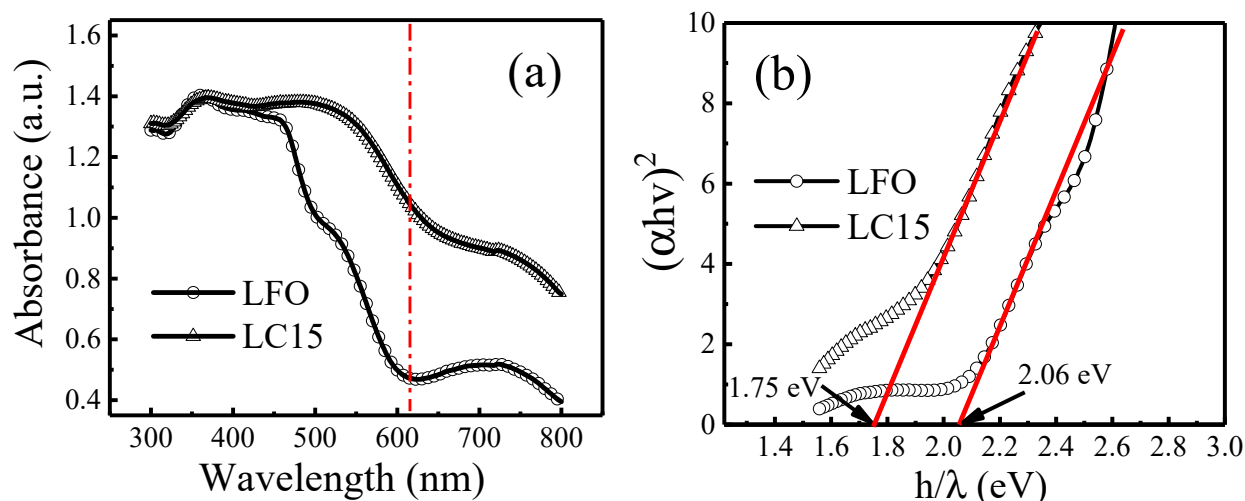 (a)
Absorbance (a.u.)
1.6
1.4
1.2
1.0
0.8
0.6
0.4
LFO
LC15
300 400 500 600 700 800
Wavelength (nm)
(b)
(αhν)²
10
8
6
4
2
0
LFO
LC15
1.75 eV
2.06 eV
1.4 1.6 1.8 2.0 2.2 2.4 2.6 2.8 3.0
h/λ (eV)